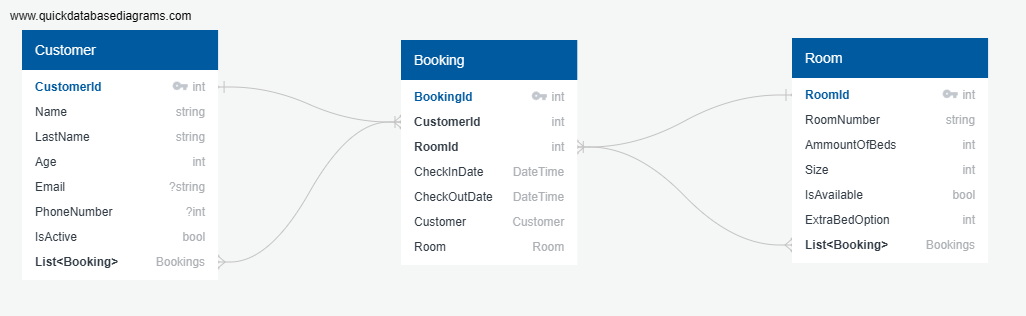 www.quickdatabasediagrams.com
Customer
CustomerId int
Name string
LastName string
Age int
Email ?string
PhoneNumber ?int
IsActive bool
List<Booking> Bookings
Booking
BookingId int
CustomerId int
RoomId int
CheckInDate DateTime
CheckOutDate DateTime
Customer Customer
Room Room
Room
RoomId int
RoomNumber string
AmmountOfBeds int
Size int
IsAvailable bool
ExtraBedOption int
List<Booking> Bookings